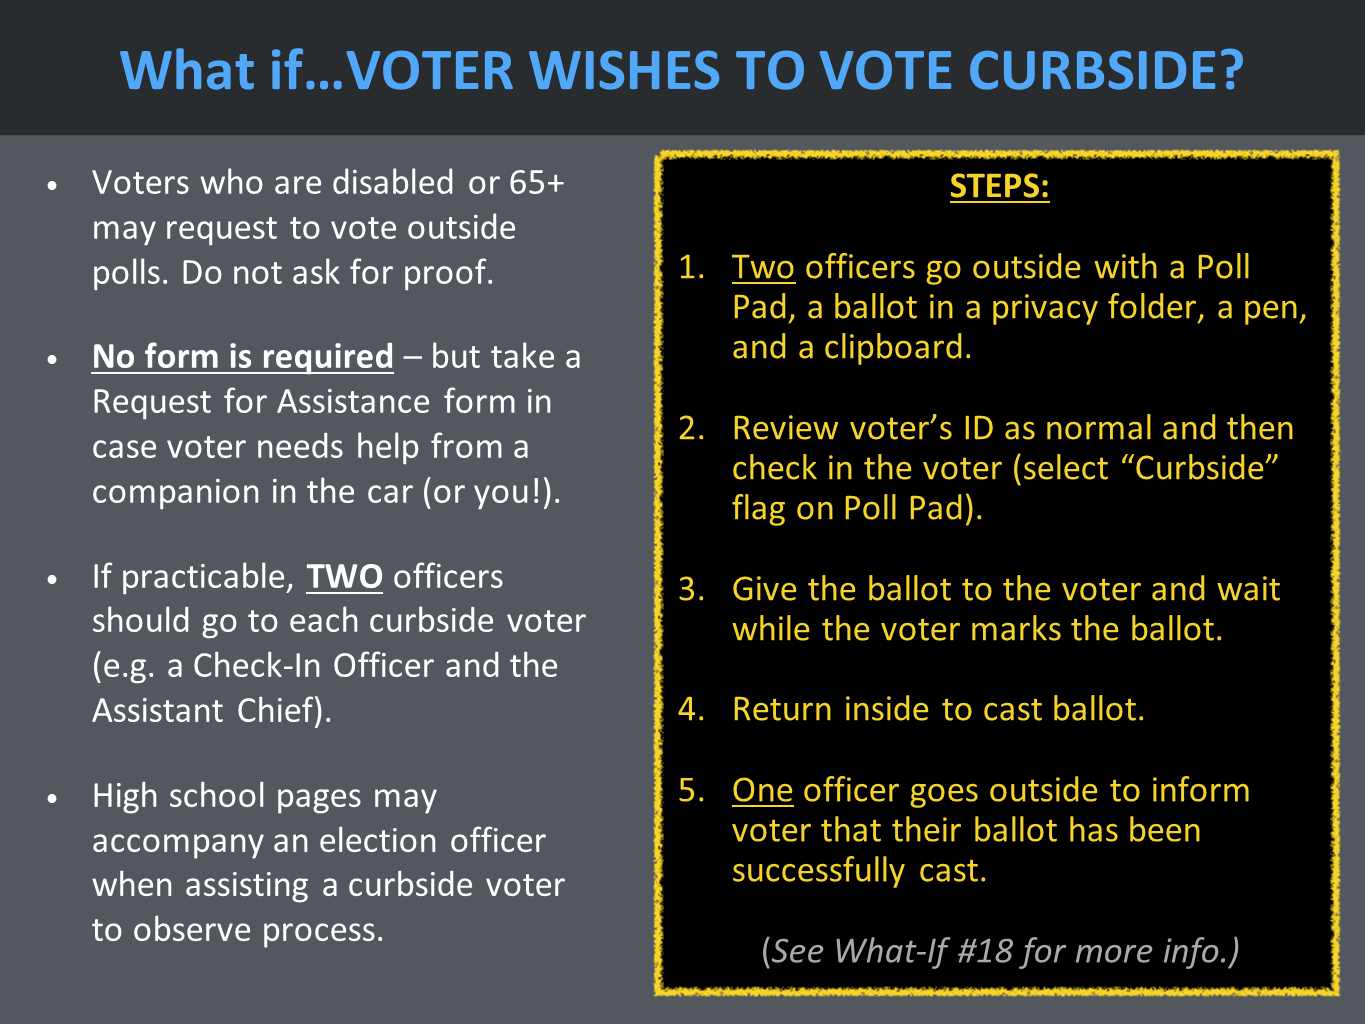 What if…VOTER WISHES TO VOTE CURBSIDE?
• Voters who are disabled or 65+
may request to vote outside
polls. Do not ask for proof.
• No form is required – but take a
Request for Assistance form in
case voter needs help from a
companion in the car (or you!).
• If practicable, TWO officers
should go to each curbside voter
(e.g. a Check-In Officer and the
Assistant Chief).
• High school pages may
accompany an election officer
when assisting a curbside voter
to observe process.
STEPS:
1. Two officers go outside with a Poll
Pad, a ballot in a privacy folder, a pen,
and a clipboard.
2. Review voter’s ID as normal and then
check in the voter (select “Curbside”
flag on Poll Pad).
3. Give the ballot to the voter and wait
while the voter marks the ballot.
4. Return inside to cast ballot.
5. One officer goes outside to inform
voter that their ballot has been
successfully cast.
(See What-If #18 for more info.)